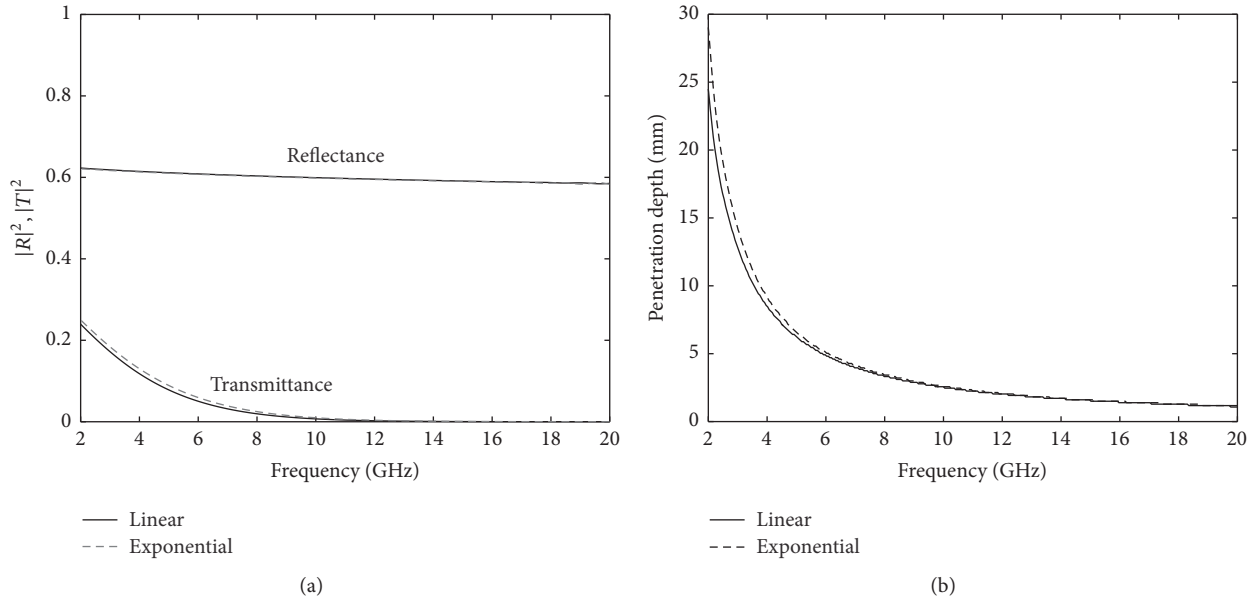 1
0.8
0.6
0.4
0.2
0
|R|², |T|²
Reflectance
Transmittance
2 4 6 8 10 12 14 16 18 20
Frequency (GHz)
Linear
Exponential
(a)
30
25
20
15
10
5
0
Penetration depth (mm)
2 4 6 8 10 12 14 16 18 20
Frequency (GHz)
Linear
Exponential
(b)